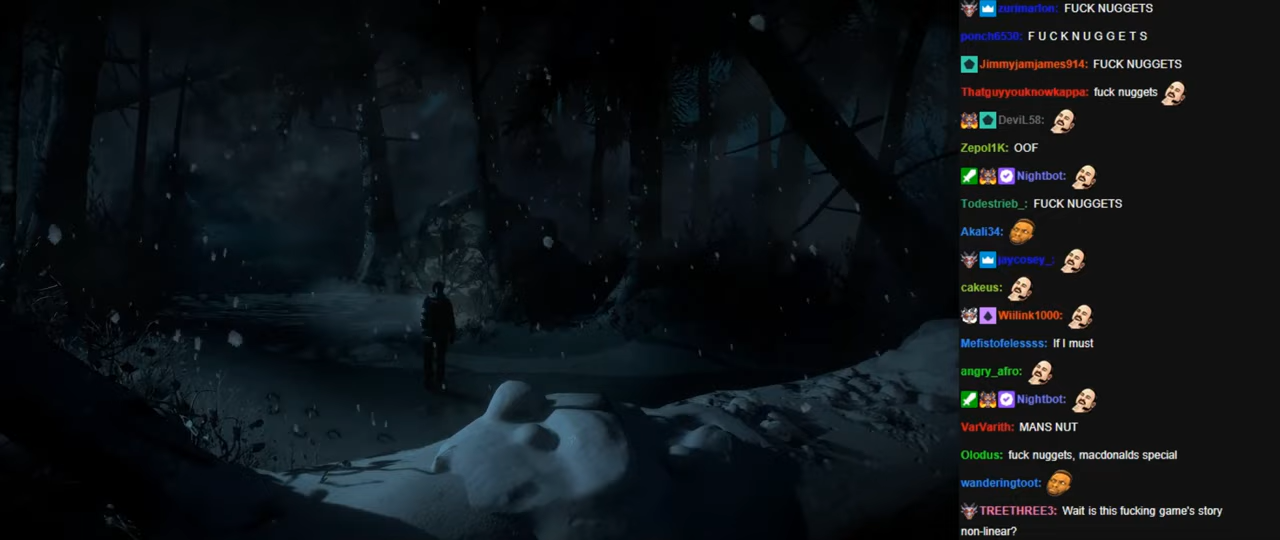 zurimarlon: FUCK NUGGETS
ponch6530: F U C K N U G G E T S
Jimmyjamjames914: FUCK NUGGETS
Thatguyyouknowkappa: fuck nuggets
DeviL58:
Zepol1K: OOF
Nightbot:
Todestrieb_: FUCK NUGGETS
Akali34:
jaycosey_:
cakeus:
Wiilink1000:
Mefistofelessss: If I must
angry_afro:
Nightbot:
VarVarith: MANS NUT
Olodus: fuck nuggets, macdonalds special
wanderingtoot:
TREETHREE3: Wait is this fucking game's story
non-linear?